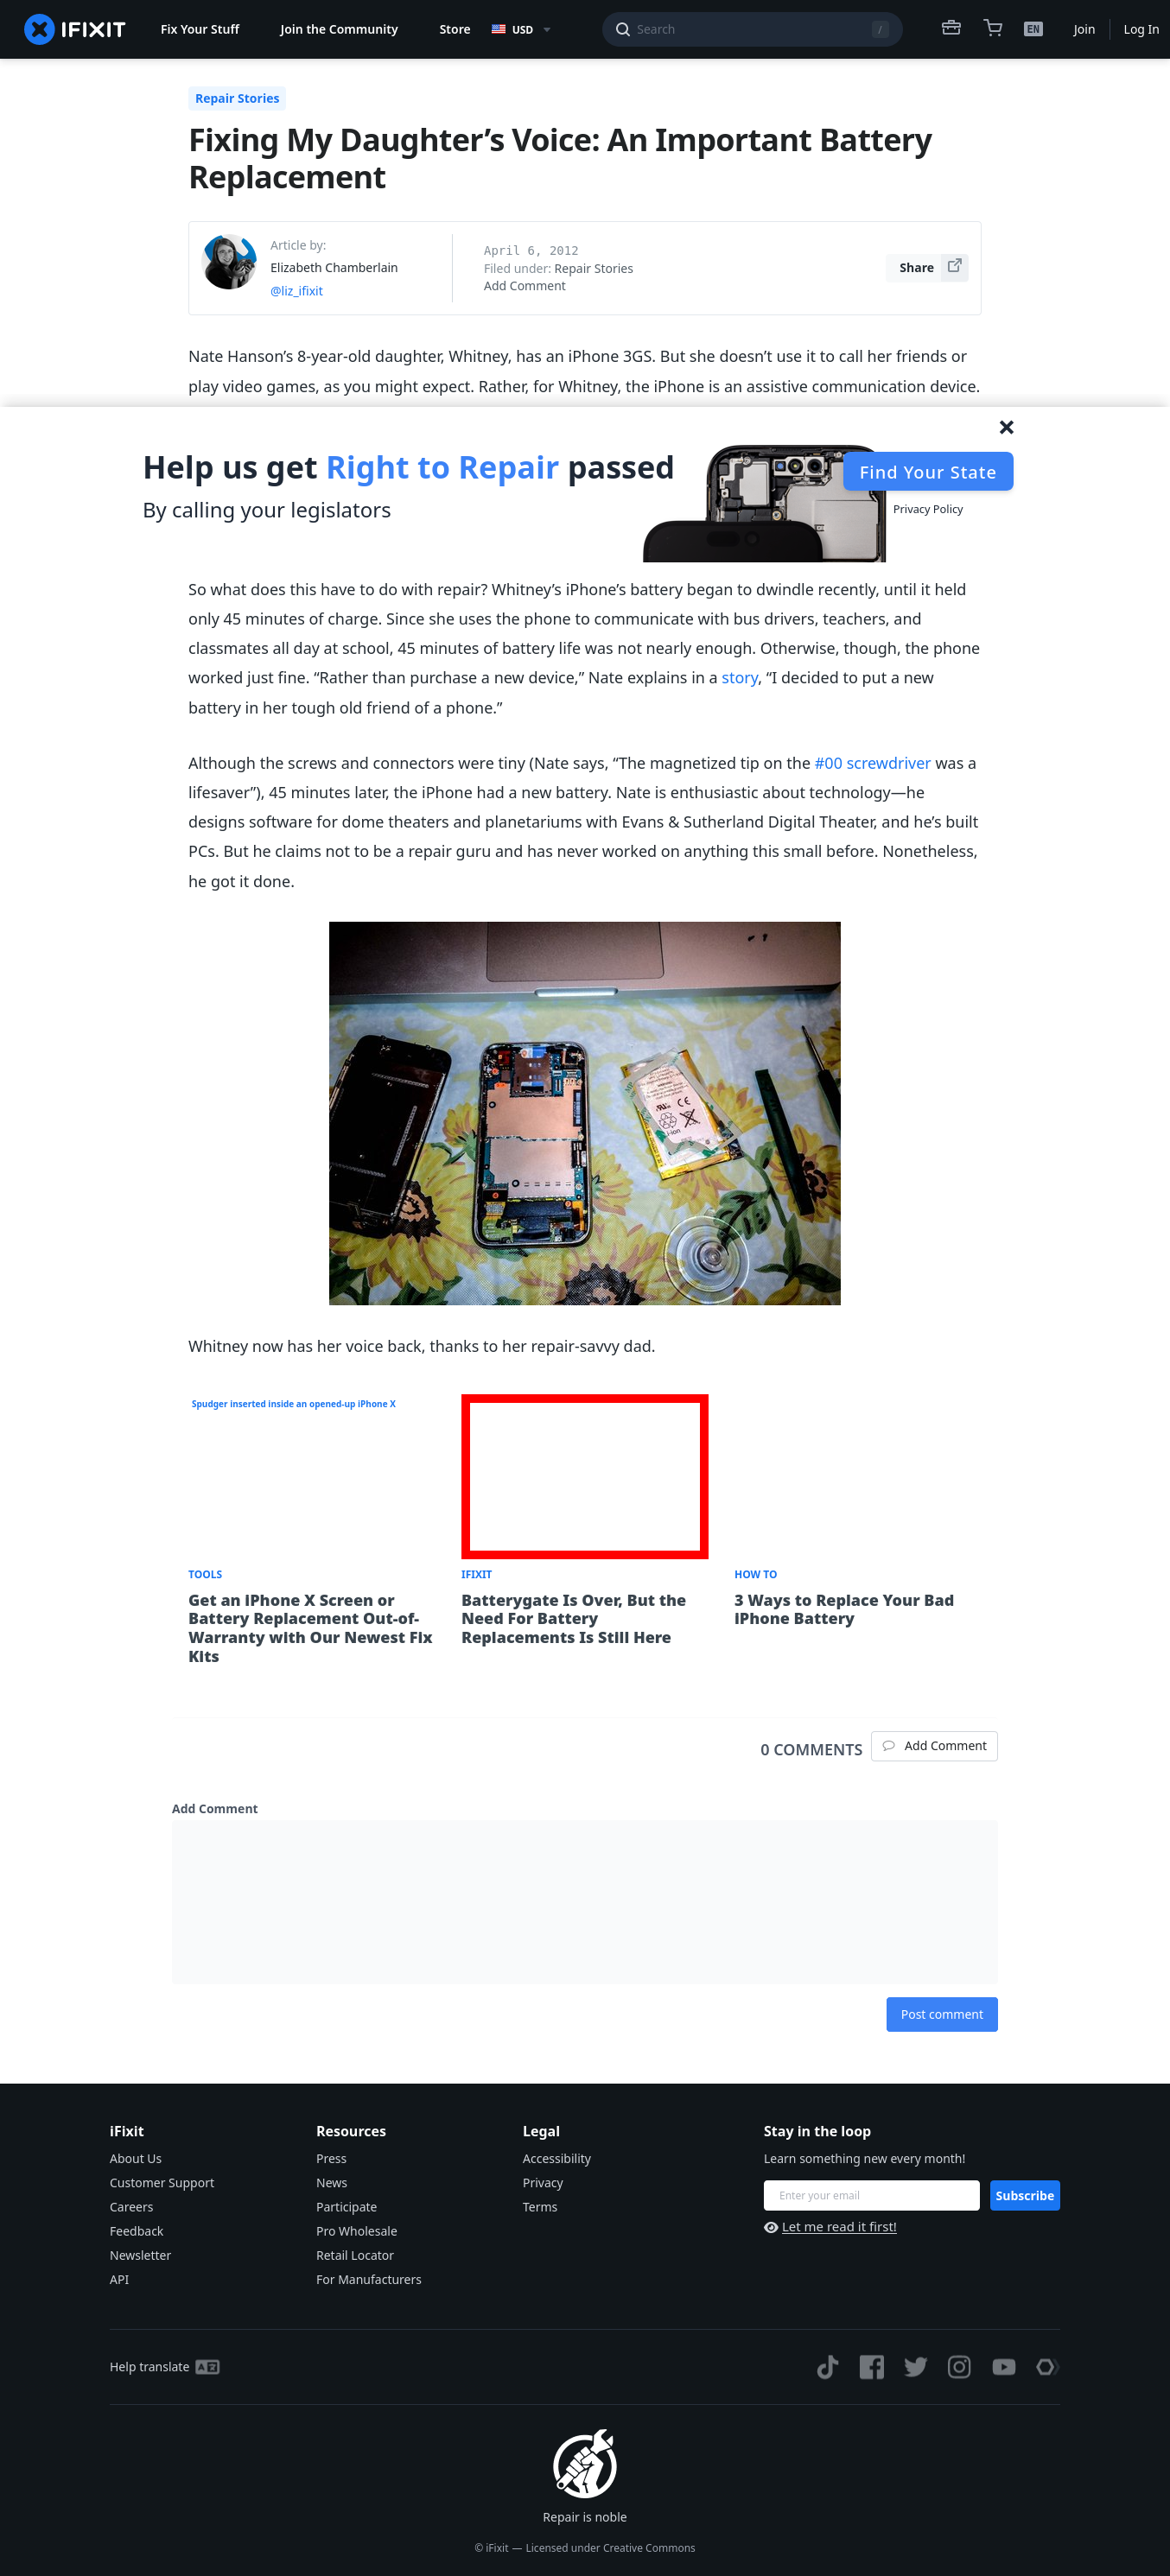 IFIXIT
Fix Your Stuff
Join the Community
Store
USD
Search
/
EN
Join
Log In
Repair Stories
Fixing My Daughter’s Voice: An Important Battery
Replacement
Article by:
Elizabeth Chamberlain
@liz_ifixit
April 6, 2012
Filed under: Repair Stories
Add Comment
Share
Nate Hanson’s 8-year-old daughter, Whitney, has an iPhone 3GS. But she doesn’t use it to call her friends or
play video games, as you might expect. Rather, for Whitney, the iPhone is an assistive communication device.
Help us get Right to Repair passed
By calling your legislators
Find Your State
Privacy Policy
So what does this have to do with repair? Whitney’s iPhone’s battery began to dwindle recently, until it held
only 45 minutes of charge. Since she uses the phone to communicate with bus drivers, teachers, and
classmates all day at school, 45 minutes of battery life was not nearly enough. Otherwise, though, the phone
worked just fine. “Rather than purchase a new device,” Nate explains in a story, “I decided to put a new
battery in her tough old friend of a phone.”
Although the screws and connectors were tiny (Nate says, “The magnetized tip on the #00 screwdriver was a
lifesaver”), 45 minutes later, the iPhone had a new battery. Nate is enthusiastic about technology—he
designs software for dome theaters and planetariums with Evans & Sutherland Digital Theater, and he’s built
PCs. But he claims not to be a repair guru and has never worked on anything this small before. Nonetheless,
he got it done.
Whitney now has her voice back, thanks to her repair-savvy dad.
Spudger inserted inside an opened-up iPhone X
TOOLS
Get an iPhone X Screen or
Battery Replacement Out-of-
Warranty with Our Newest Fix
Kits
IFIXIT
Batterygate Is Over, But the
Need For Battery
Replacements Is Still Here
HOW TO
3 Ways to Replace Your Bad
iPhone Battery
0 COMMENTS
Add Comment
Add Comment
Post comment
iFixit
About Us
Customer Support
Careers
Feedback
Newsletter
API
Resources
Press
News
Participate
Pro Wholesale
Retail Locator
For Manufacturers
Legal
Accessibility
Privacy
Terms
Stay in the loop
Learn something new every month!
Enter your email
Subscribe
Let me read it first!
Help translate
Repair is noble
© iFixit — Licensed under Creative Commons